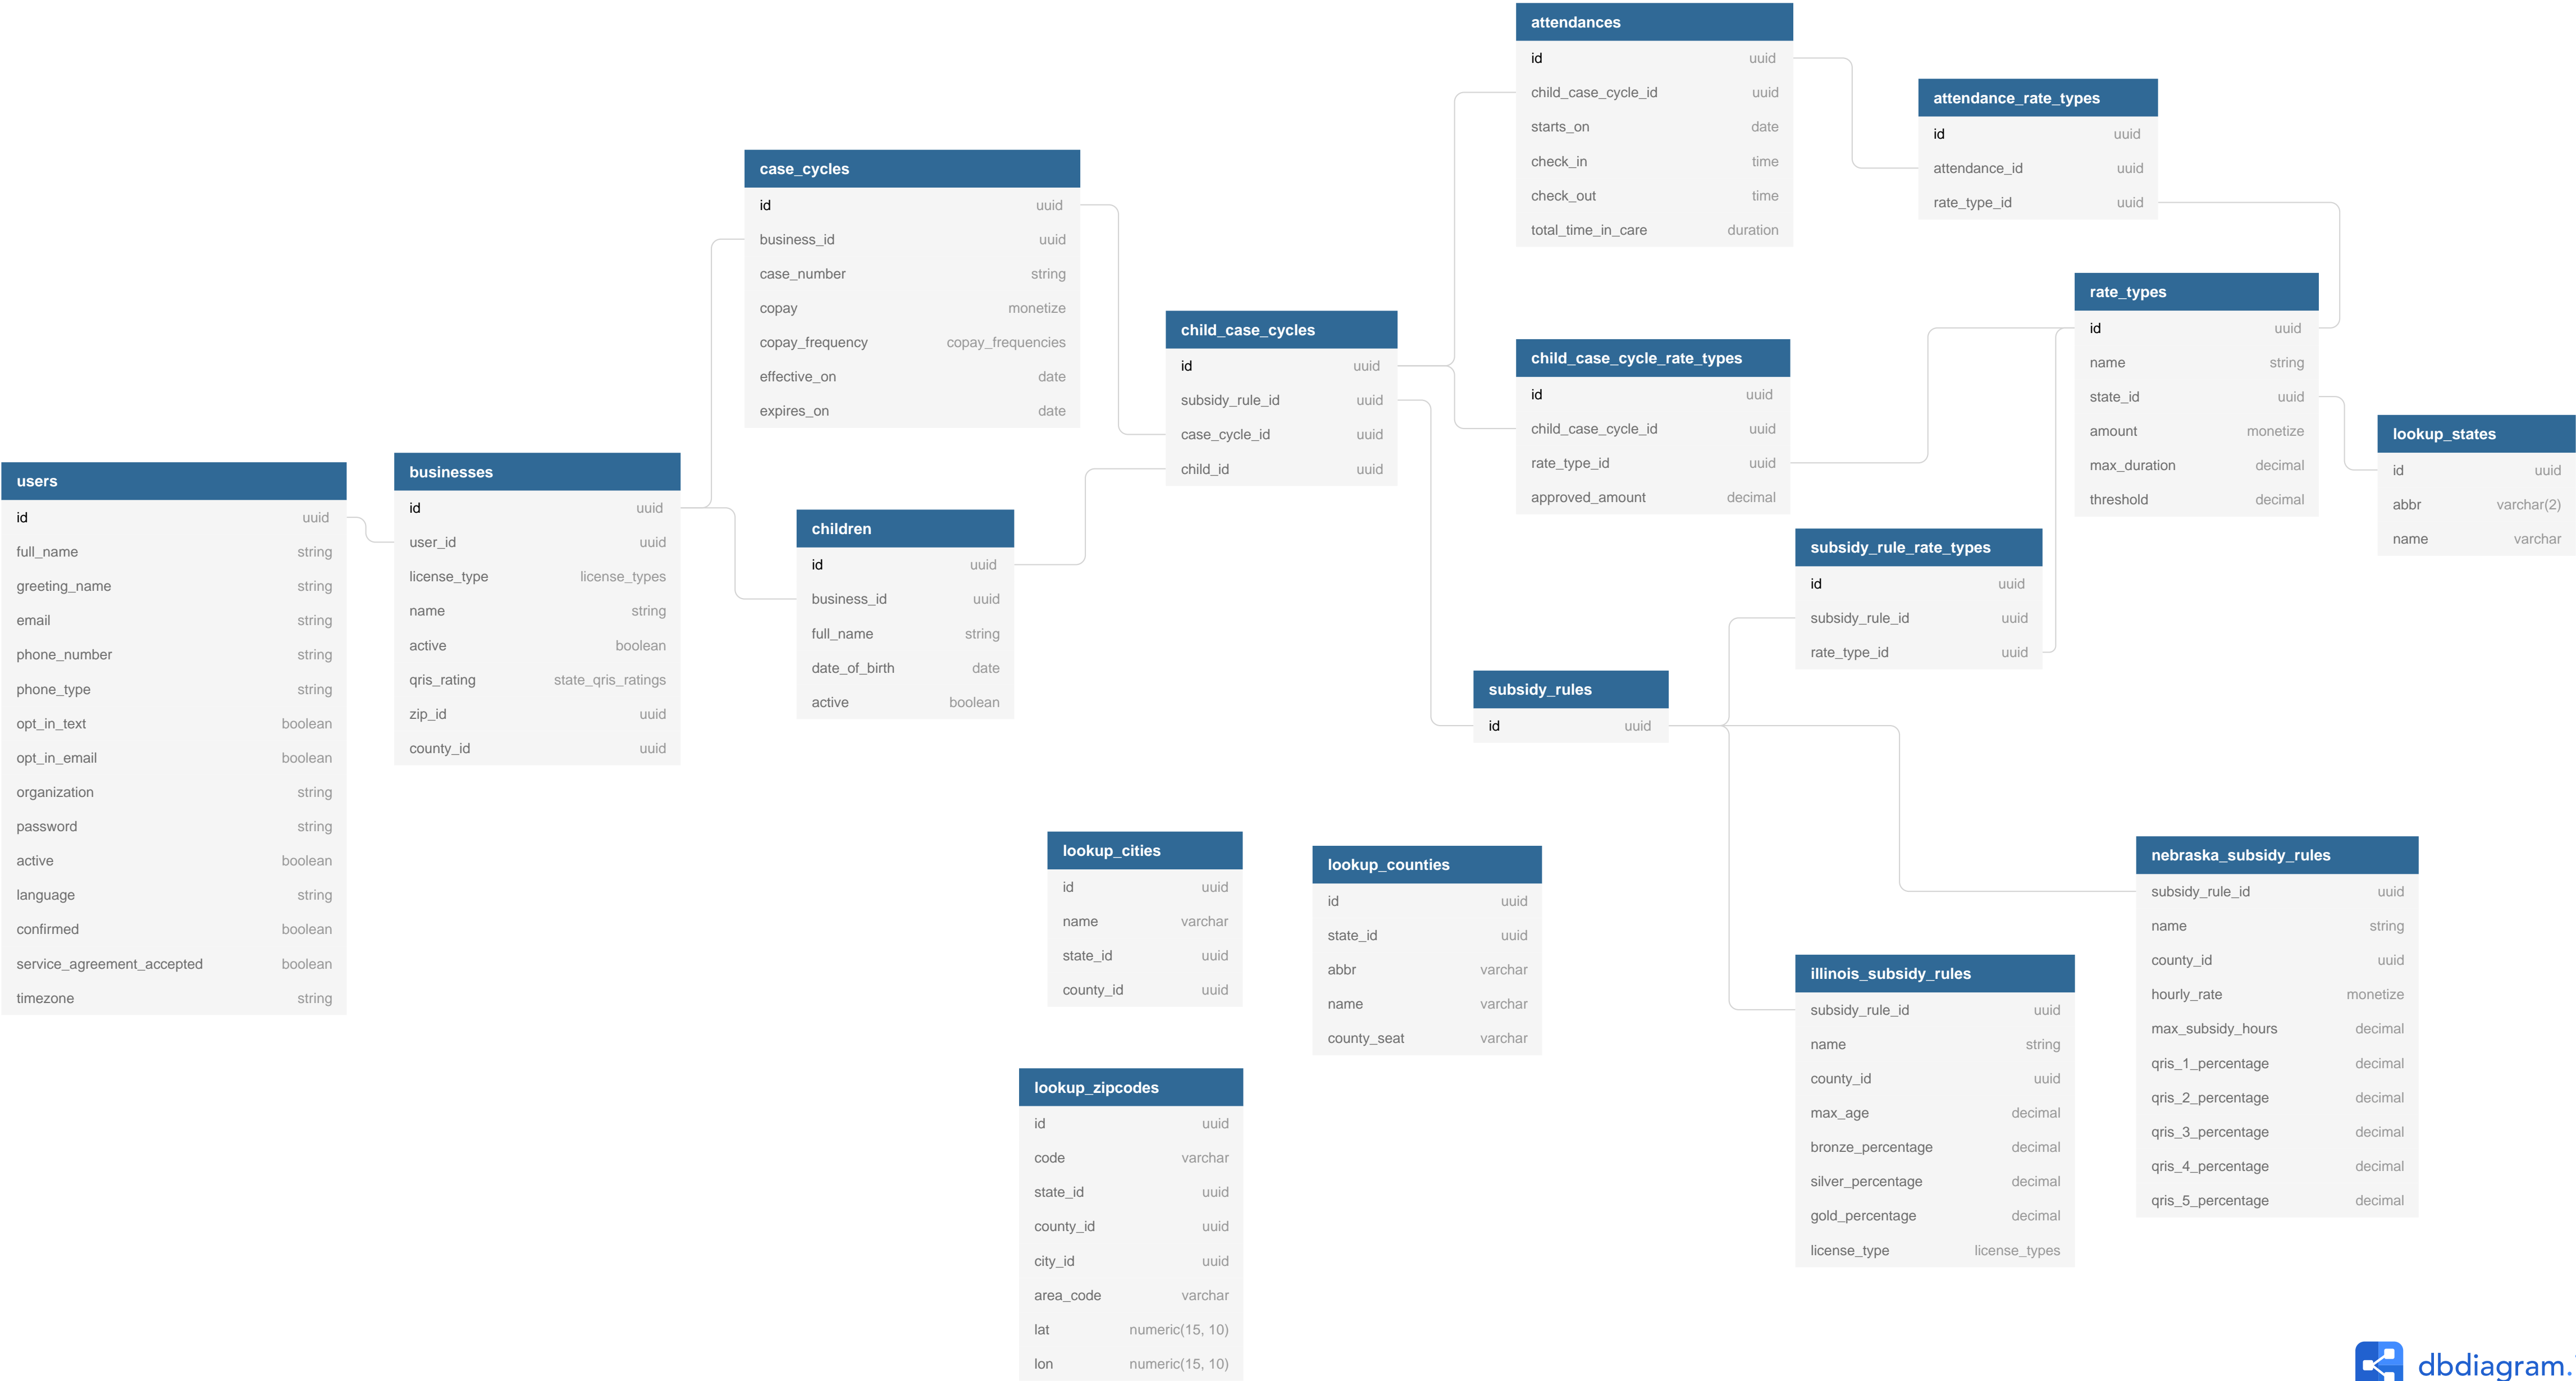 users
id uuid
full_name string
greeting_name string
email string
phone_number string
phone_type string
opt_in_text boolean
opt_in_email boolean
organization string
password string
active boolean
language string
confirmed boolean
service_agreement_accepted boolean
timezone string
businesses
id uuid
user_id uuid
license_type license_types
name string
active boolean
qris_rating state_qris_ratings
zip_id uuid
county_id uuid
case_cycles
id uuid
business_id uuid
case_number string
copay monetize
copay_frequency copay_frequencies
effective_on date
expires_on date
children
id uuid
business_id uuid
full_name string
date_of_birth date
active boolean
child_case_cycles
id uuid
subsidy_rule_id uuid
case_cycle_id uuid
child_id uuid
attendances
id uuid
child_case_cycle_id uuid
starts_on date
check_in time
check_out time
total_time_in_care duration
attendance_rate_types
id uuid
attendance_id uuid
rate_type_id uuid
child_case_cycle_rate_types
id uuid
child_case_cycle_id uuid
rate_type_id uuid
approved_amount decimal
rate_types
id uuid
name string
state_id uuid
amount monetize
max_duration decimal
threshold decimal
lookup_states
id uuid
abbr varchar(2)
name varchar
subsidy_rule_rate_types
id uuid
subsidy_rule_id uuid
rate_type_id uuid
subsidy_rules
id uuid
lookup_cities
id uuid
name varchar
state_id uuid
county_id uuid
lookup_counties
id uuid
state_id uuid
abbr varchar
name varchar
county_seat varchar
lookup_zipcodes
id uuid
code varchar
state_id uuid
county_id uuid
city_id uuid
area_code varchar
lat numeric(15, 10)
lon numeric(15, 10)
illinois_subsidy_rules
subsidy_rule_id uuid
name string
county_id uuid
max_age decimal
bronze_percentage decimal
silver_percentage decimal
gold_percentage decimal
license_type license_types
nebraska_subsidy_rules
subsidy_rule_id uuid
name string
county_id uuid
hourly_rate monetize
max_subsidy_hours decimal
qris_1_percentage decimal
qris_2_percentage decimal
qris_3_percentage decimal
qris_4_percentage decimal
qris_5_percentage decimal
dbdiagram.